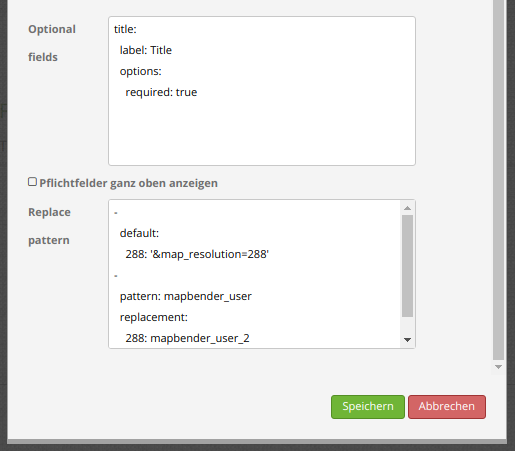 Optional fields
title:
label: Title
options:
required: true
Pflichtfelder ganz oben anzeigen
Replace pattern
-
default:
288: '&map_resolution=288'
-
pattern: mapbender_user
replacement:
288: mapbender_user_2
Speichern Abbrechen